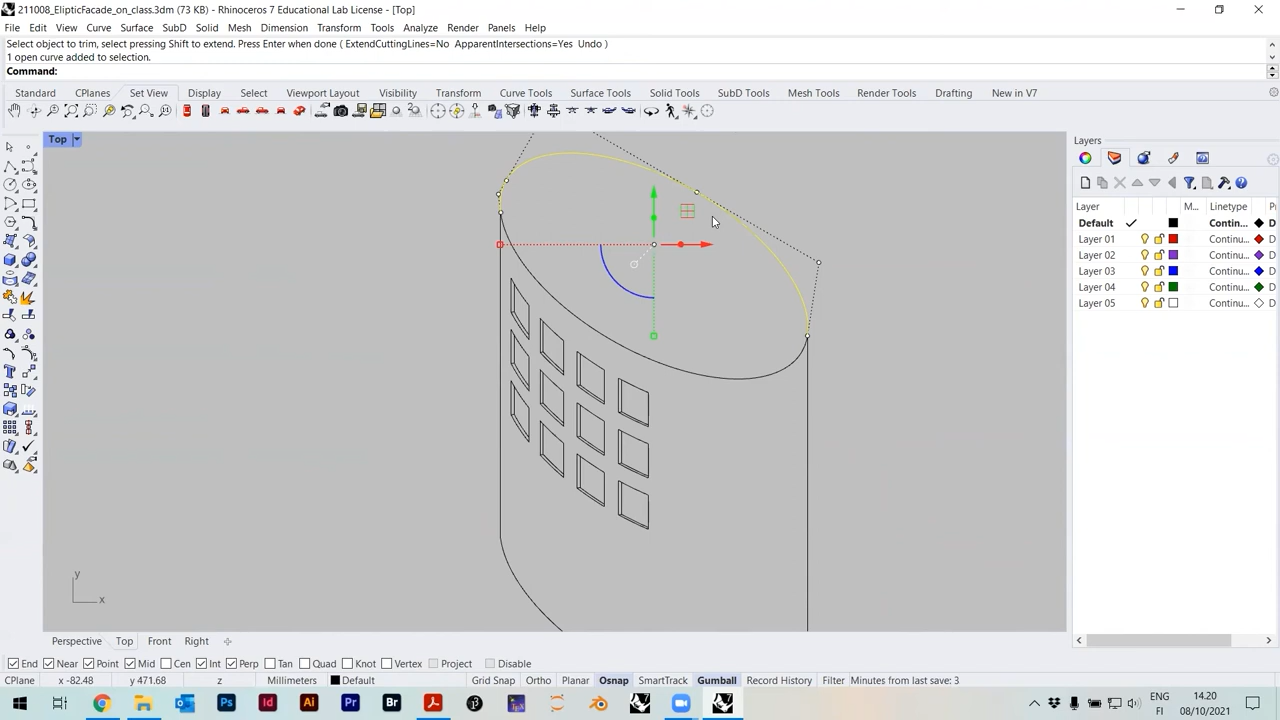 211008_ElipticFacade_on_class.3dm (73 KB) - Rhinoceros 7 Educational Lab License - [Top]
File Edit View Curve Surface SubD Solid Mesh Dimension Transform Tools Analyze Render Panels Help
Select object to trim, select pressing Shift to extend. Press Enter when done ( ExtendCuttingLines=No ApparentIntersections=Yes Undo )
1 open curve added to selection.
Command:
Standard CPlanes Set View Display Select Viewport Layout Visibility Transform Curve Tools Surface Tools Solid Tools SubD Tools Mesh Tools Render Tools Drafting New in V7
Top
Layers
Layer M... Linetype P
Default Contin...
Layer 01 Continu... D
Layer 02 Continu... D
Layer 03 Continu... D
Layer 04 Continu... D
Layer 05 Continu... D
y
x
Perspective Top Front Right
End Near Point Mid Cen Int Perp Tan Quad Knot Vertex Project Disable
CPlane x -82.48 y 471.68 z Millimeters Default Grid Snap Ortho Planar Osnap SmartTrack Gumball Record History Filter Minutes from last save: 3
Ps Id Ai Pr Br
ENG 14.20
FI 08/10/2021